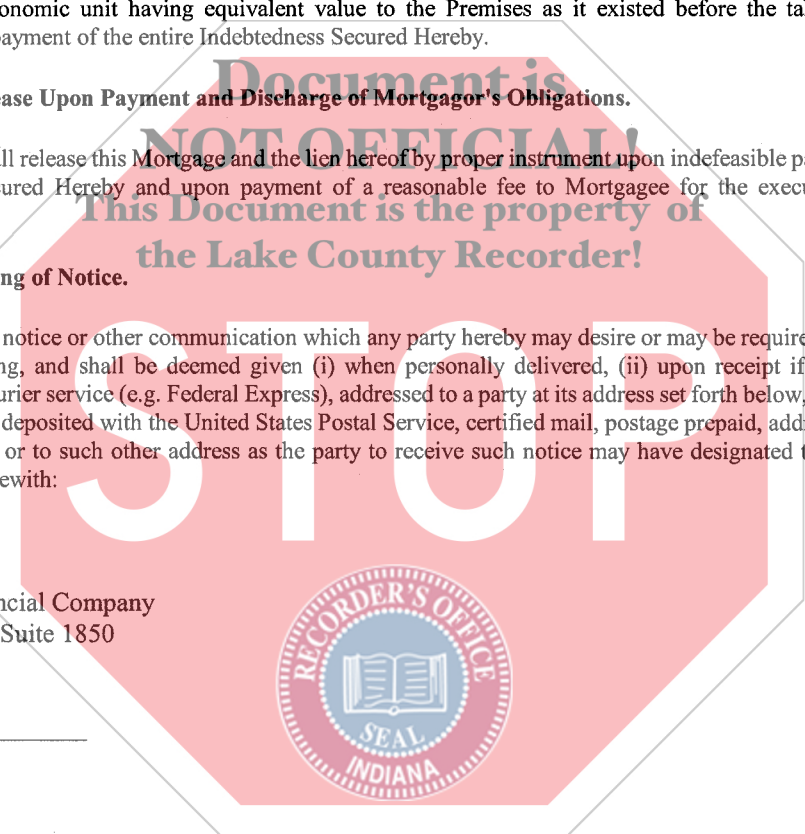 onomic unit having equivalent value to the Premises as it existed before the tal
payment of the entire Indebtedness Secured Hereby.
Document is
ease Upon Payment and Discharge of Mortgagor's Obligations.
NOT OFFICIAL!
ll release this Mortgage and the lien hereof by proper instrument upon indefeasible pa
ured Hereby and upon payment of a reasonable fee to Mortgagee for the execu
This Document is the property of
the Lake County Recorder!
ng of Notice.
STOP
notice or other communication which any party hereby may desire or may be require
ng, and shall be deemed given (i) when personally delivered, (ii) upon receipt if
urier service (e.g. Federal Express), addressed to a party at its address set forth below,
deposited with the United States Postal Service, certified mail, postage prepaid, addr
or to such other address as the party to receive such notice may have designated t
ewith:
ncial Company
Suite 1850
RECORDER'S OFFICE
SEAL
INDIANA